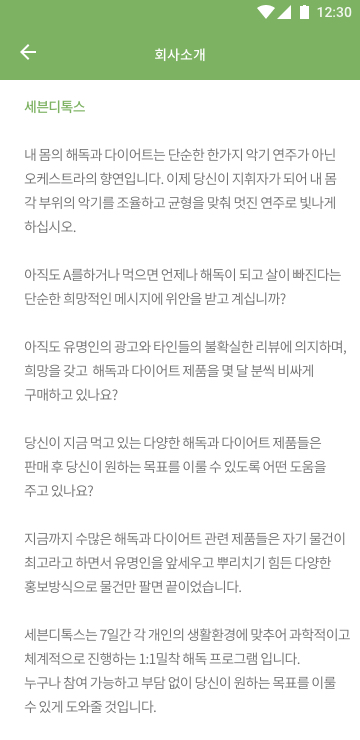 12:30
회사소개
세븐디톡스
내 몸의 해독과 다이어트는 단순한 한가지 악기 연주가 아닌
오케스트라의 향연입니다. 이제 당신이 지휘자가 되어 내 몸
각 부위의 악기를 조율하고 균형을 맞춰 멋진 연주로 빛나게
하십시오.
아직도 A를하거나 먹으면 언제나 해독이 되고 살이 빠진다는
단순한 희망적인 메시지에 위안을 받고 계십니까?
아직도 유명인의 광고와 타인들의 불확실한 리뷰에 의지하며,
희망을 갖고 해독과 다이어트 제품을 몇 달 분씩 비싸게
구매하고 있나요?
당신이 지금 먹고 있는 다양한 해독과 다이어트 제품들은
판매 후 당신이 원하는 목표를 이룰 수 있도록 어떤 도움을
주고 있나요?
지금까지 수많은 해독과 다이어트 관련 제품들은 자기 물건이
최고라고 하면서 유명인을 앞세우고 뿌리치기 힘든 다양한
홍보방식으로 물건만 팔면 끝이었습니다.
세븐디톡스는 7일간 각 개인의 생활환경에 맞추어 과학적이고
체계적으로 진행하는 1:1밀착 해독 프로그램 입니다.
누구나 참여 가능하고 부담 없이 당신이 원하는 목표를 이룰
수 있게 도와줄 것입니다.